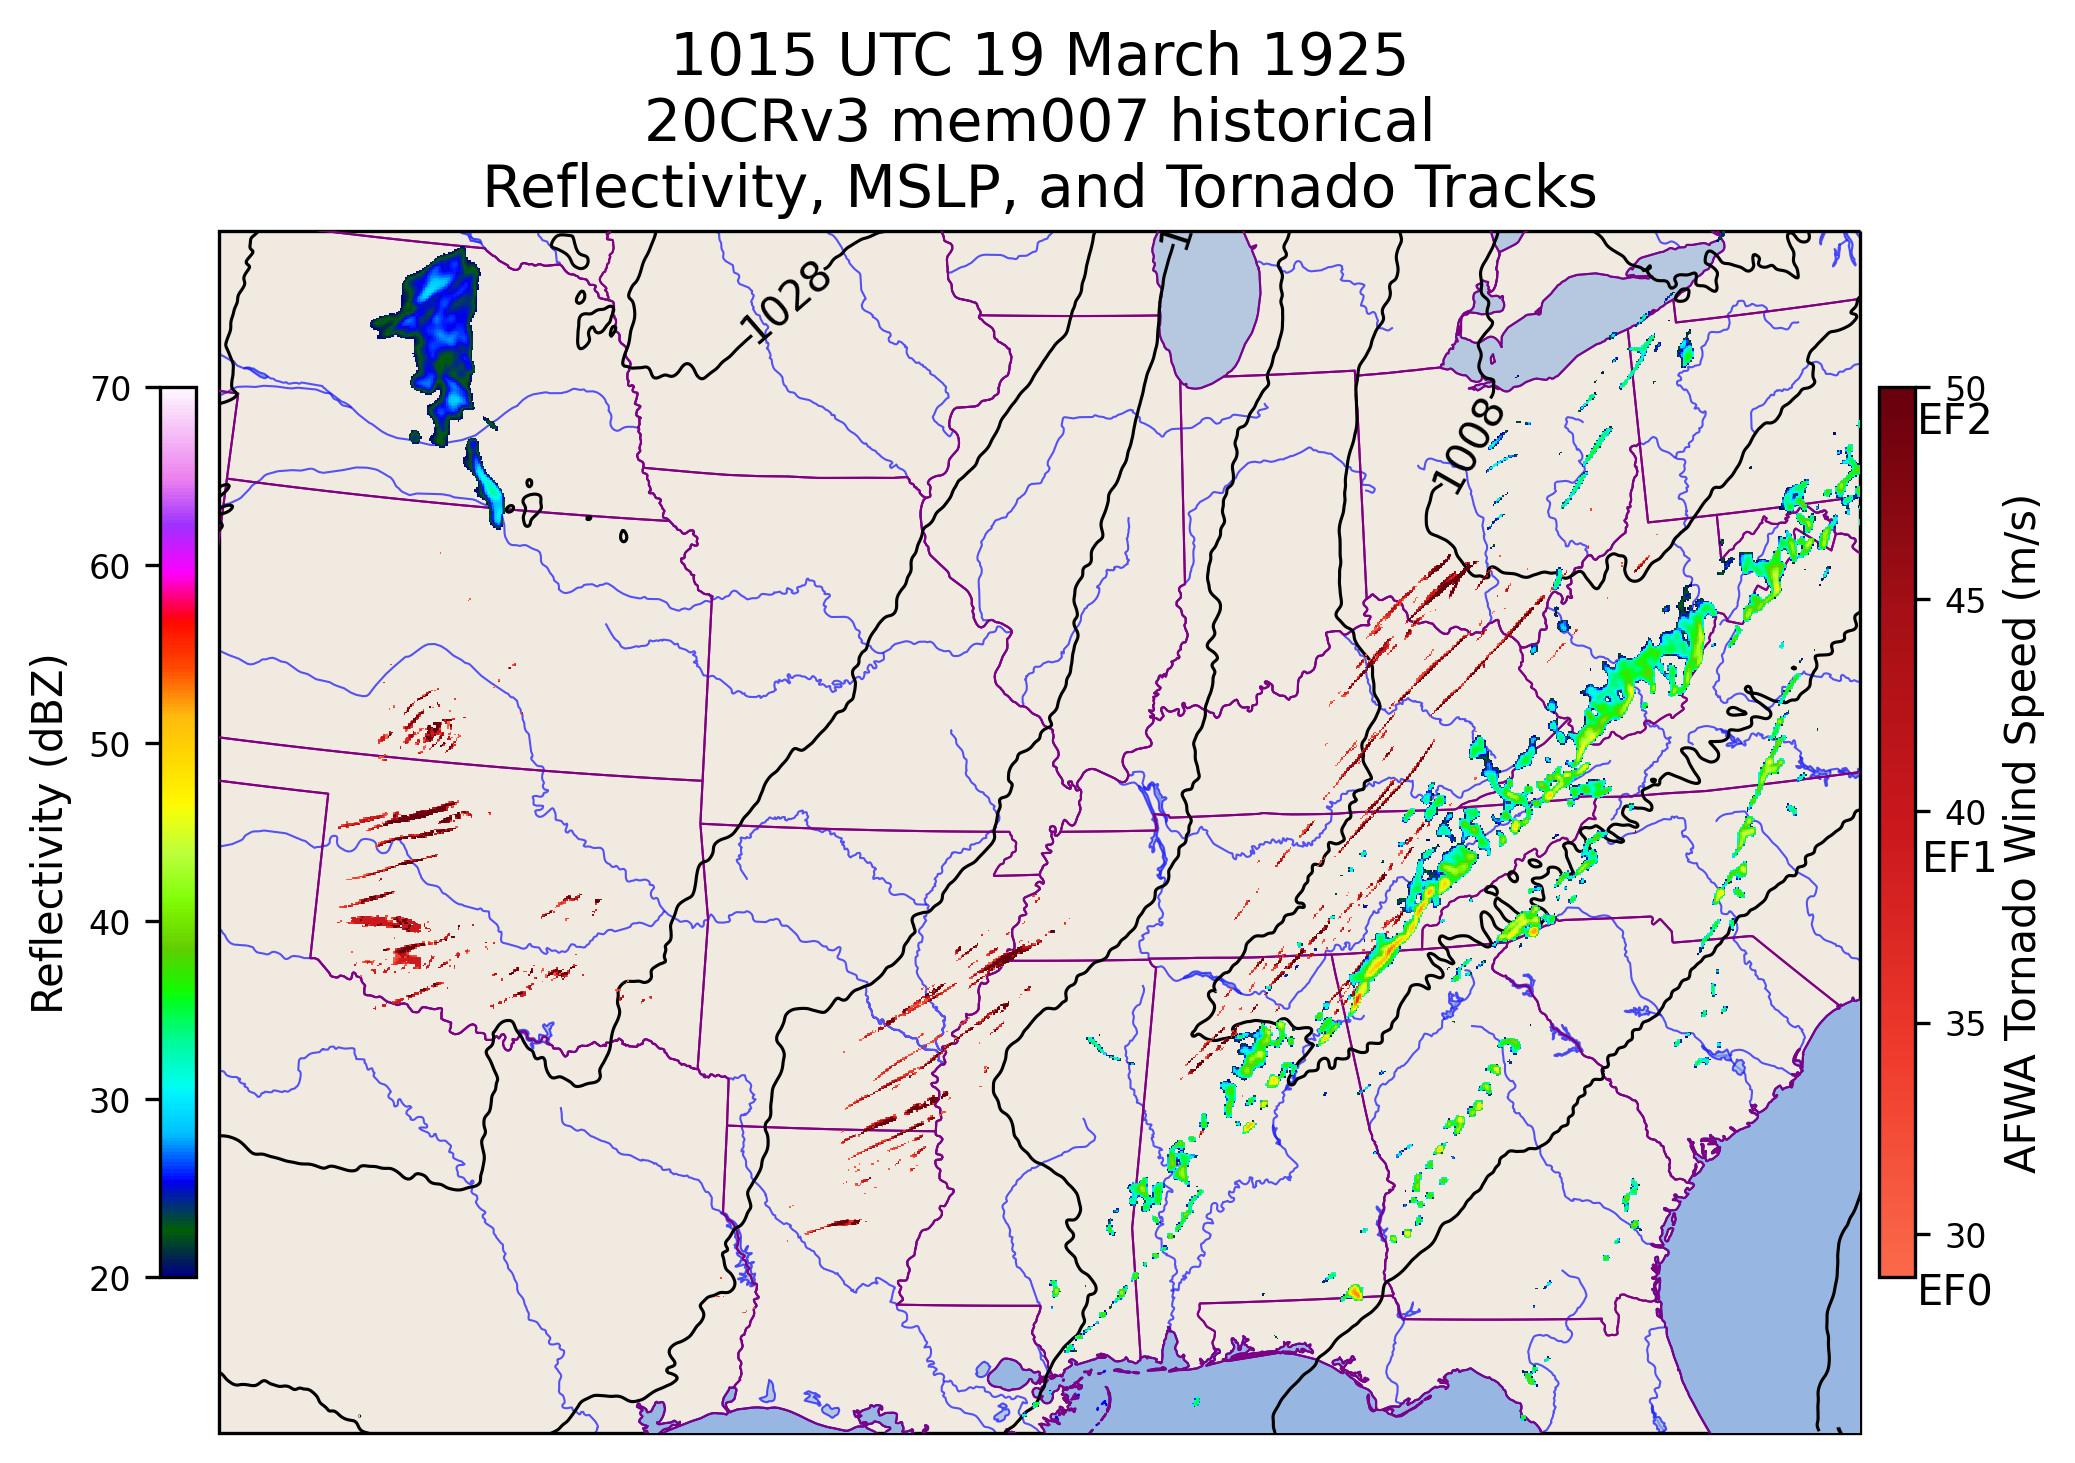 1015 UTC 19 March 1925
20CRv3 mem007 historical
Reflectivity, MSLP, and Tornado Tracks
1028
1008
Reflectivity (dBZ)
70
60
50
40
30
20
50
EF2
45
40
EF1
35
30
EF0
AFWA Tornado Wind Speed (m/s)